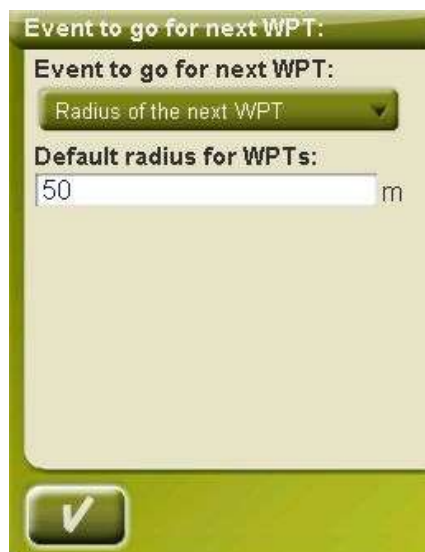 Event to go for next WPT:
Event to go for next WPT:
Radius of the next WPT
Default radius for WPTs:
50 m